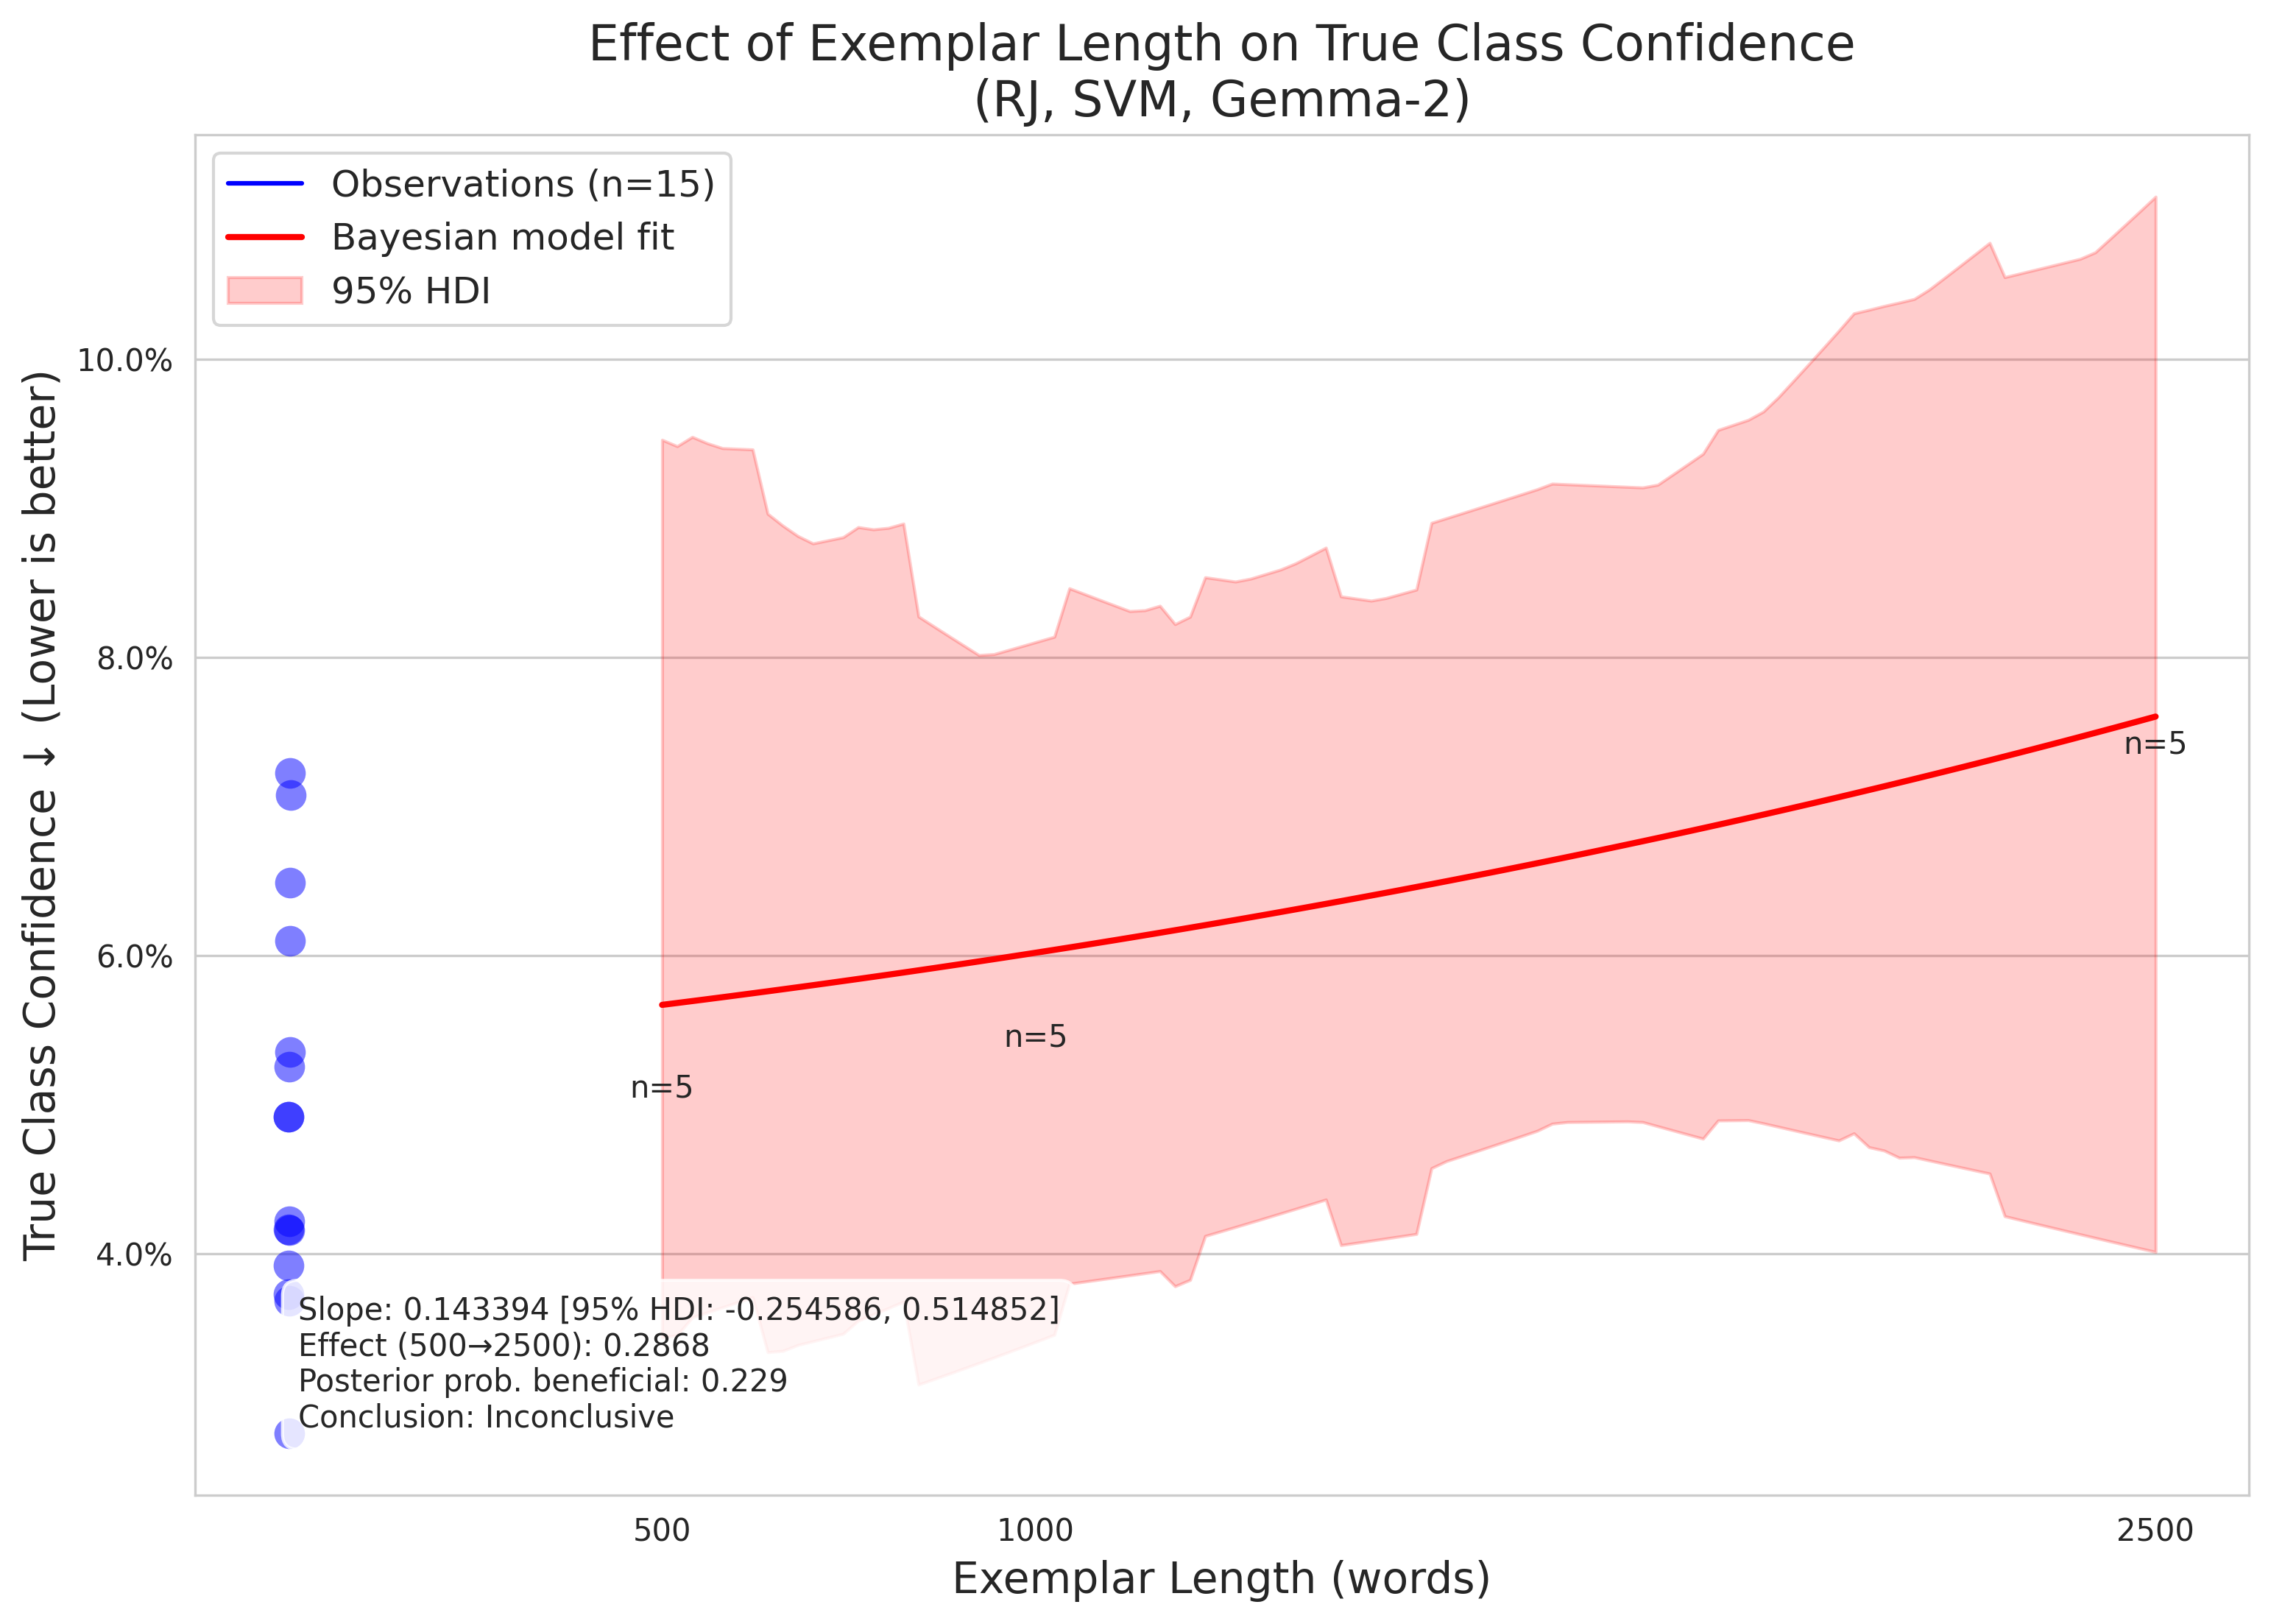 Effect of Exemplar Length on True Class Confidence
(RJ, SVM, Gemma-2)
Observations (n=15)
Bayesian model fit
95% HDI
True Class Confidence ↓ (Lower is better)
10.0%
8.0%
6.0%
4.0%
n=5
n=5
n=5
Slope: 0.143394 [95% HDI: -0.254586, 0.514852]
Effect (500→2500): 0.2868
Posterior prob. beneficial: 0.229
Conclusion: Inconclusive
500
1000
2500
Exemplar Length (words)